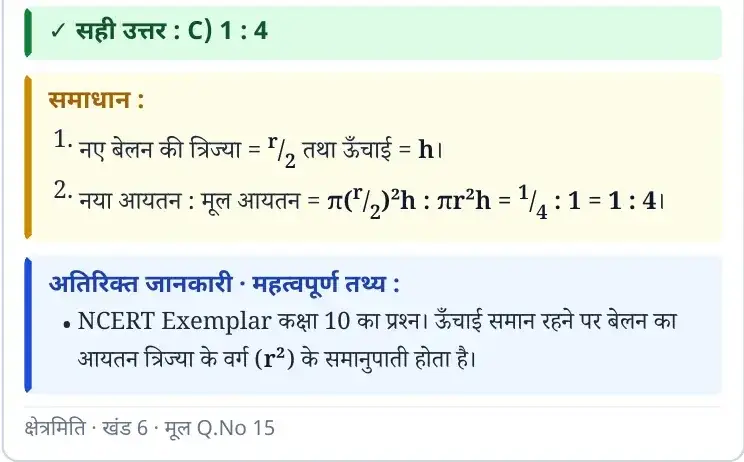 ✓ सही उत्तर : C) 1 : 4
समाधान :
1. नए बेलन की त्रिज्या = r/2 तथा ऊँचाई = h।
2. नया आयतन : मूल आयतन = π(r/2)²h : πr²h = 1/4 : 1 = 1 : 4।
अतिरिक्त जानकारी · महत्वपूर्ण तथ्य :
• NCERT Exemplar कक्षा 10 का प्रश्न। ऊँचाई समान रहने पर बेलन का
आयतन त्रिज्या के वर्ग (r²) के समानुपाती होता है।
क्षेत्रमिति · खंड 6 · मूल Q.No 15